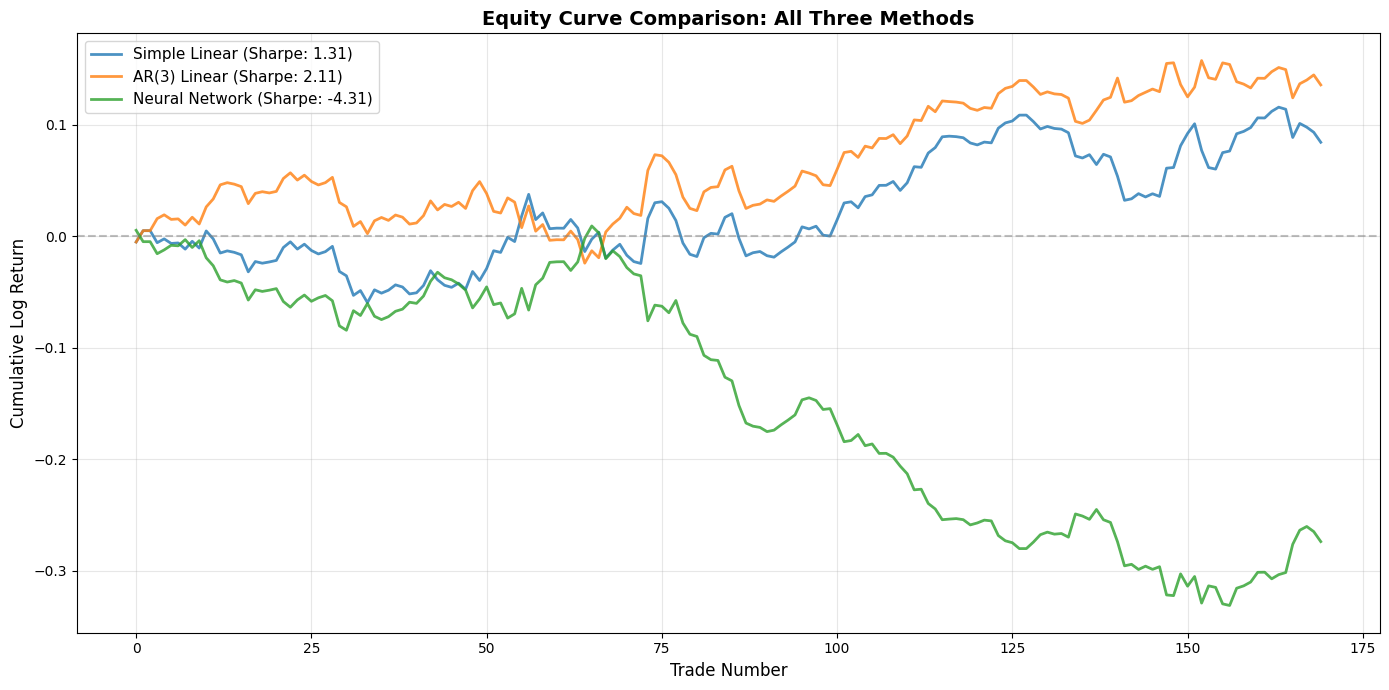 Equity Curve Comparison: All Three Methods
Simple Linear (Sharpe: 1.31)
AR(3) Linear (Sharpe: 2.11)
Neural Network (Sharpe: -4.31)
Cumulative Log Return
0.1
0.0
−0.1
−0.2
−0.3
0 25 50 75 100 125 150 175
Trade Number